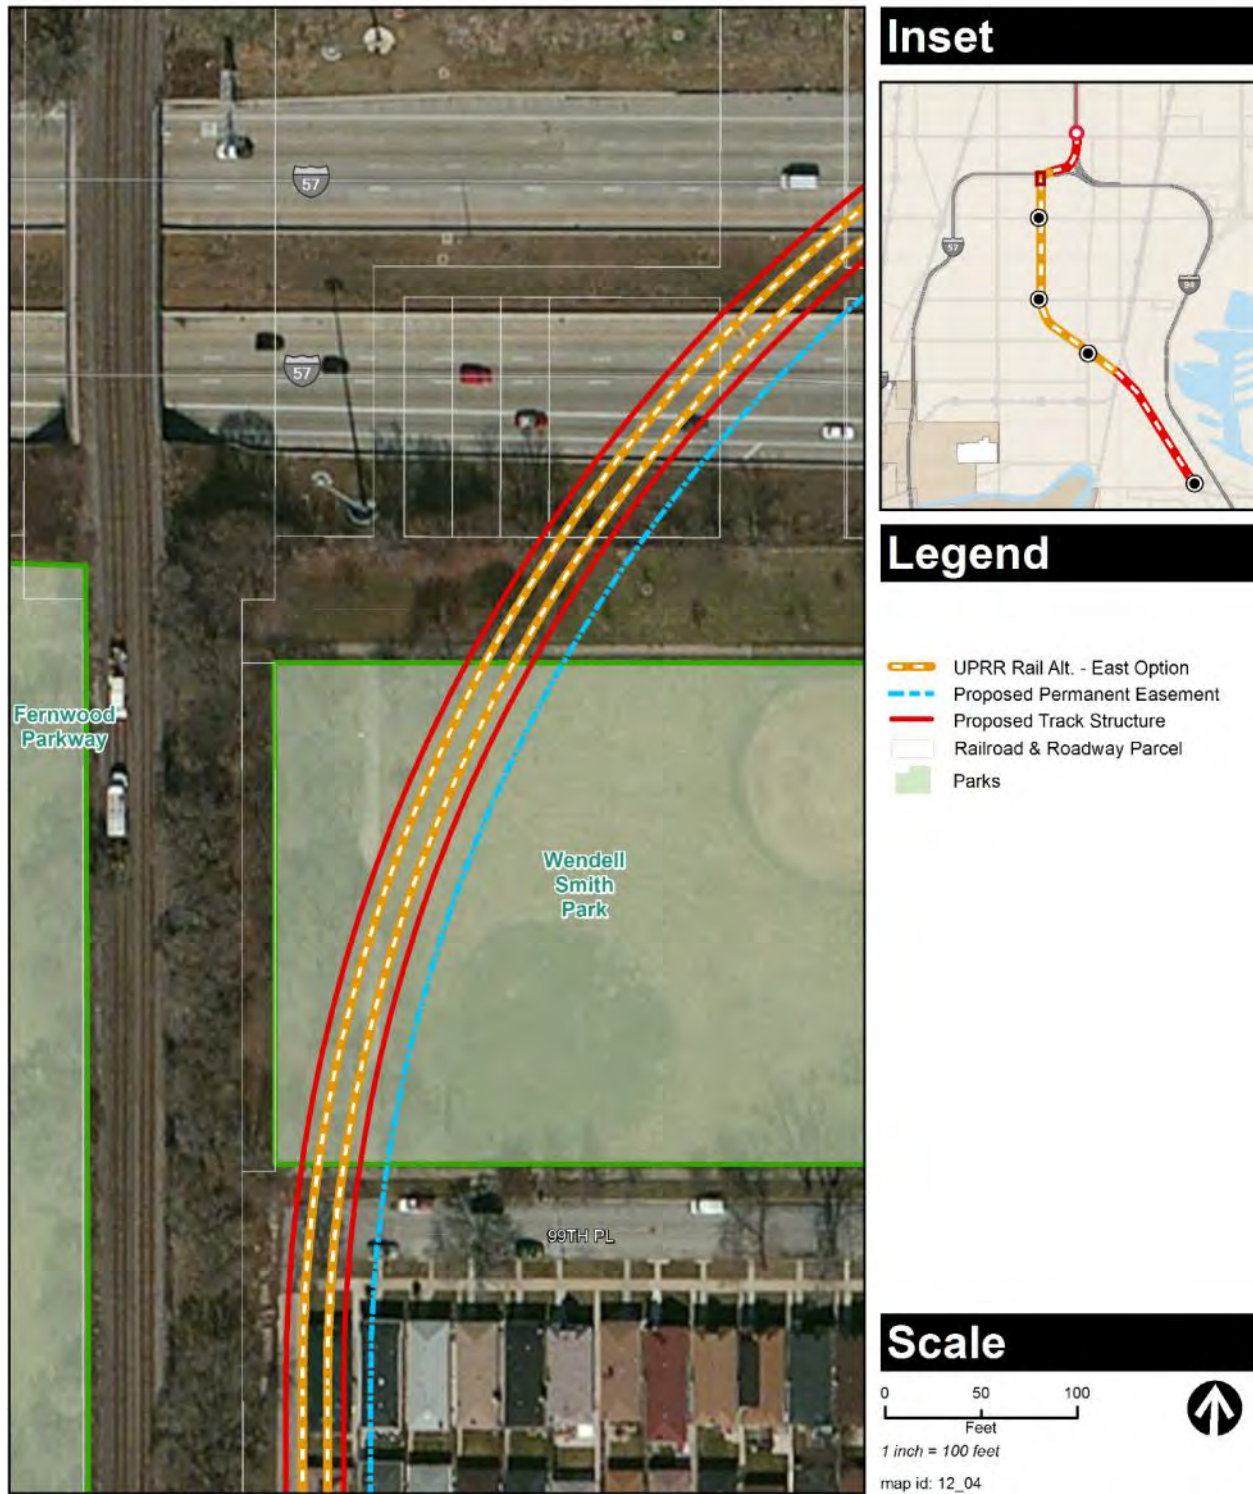 Inset
57
57
57
94
Legend
UPRR Rail Alt. - East Option
Proposed Permanent Easement
Proposed Track Structure
Railroad & Roadway Parcel
Parks
Fernwood
Parkway
Wendell
Smith
Park
99TH PL
Scale
0 50 100
Feet
1 inch = 100 feet
map id: 12_04